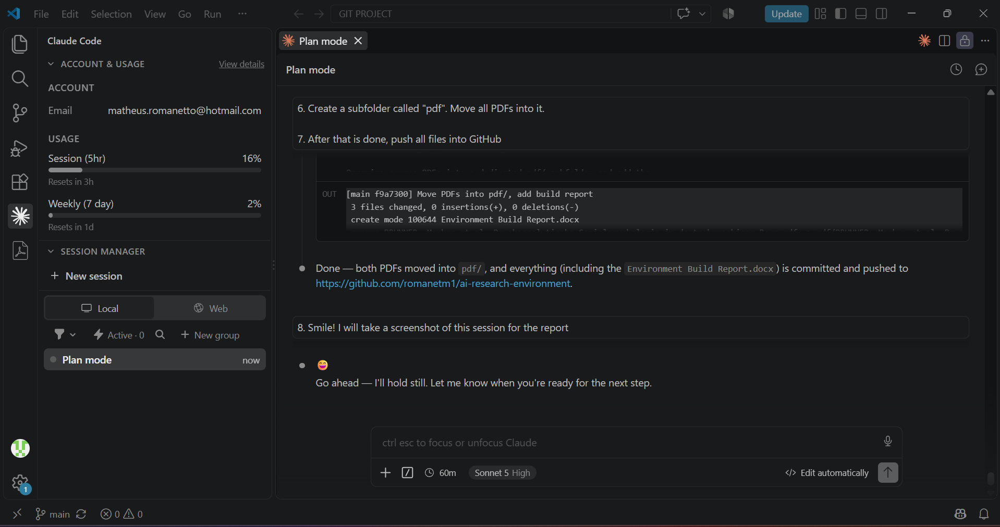 File Edit Selection View Go Run ···
GIT PROJECT
Update
Claude Code
ACCOUNT & USAGE View details
ACCOUNT
Email matheus.romanetto@hotmail.com
USAGE
Session (5hr) 16%
Resets in 3h
Weekly (7 day) 2%
Resets in 1d
SESSION MANAGER
+ New session
Local Web
Active · 0 + New group
Plan mode now
1
Plan mode
Plan mode
6. Create a subfolder called "pdf". Move all PDFs into it.
7. After that is done, push all files into GitHub
OUT [main f9a7300] Move PDFs into pdf/, add build report
3 files changed, 0 insertions(+), 0 deletions(-)
create mode 100644 Environment Build Report.docx
Done — both PDFs moved into pdf/, and everything (including the Environment Build Report.docx) is committed and pushed to
https://github.com/romanetm1/ai-research-environment.
8. Smile! I will take a screenshot of this session for the report
😄
Go ahead — I'll hold still. Let me know when you're ready for the next step.
ctrl esc to focus or unfocus Claude
60m Sonnet 5 High </> Edit automatically
main 0 0